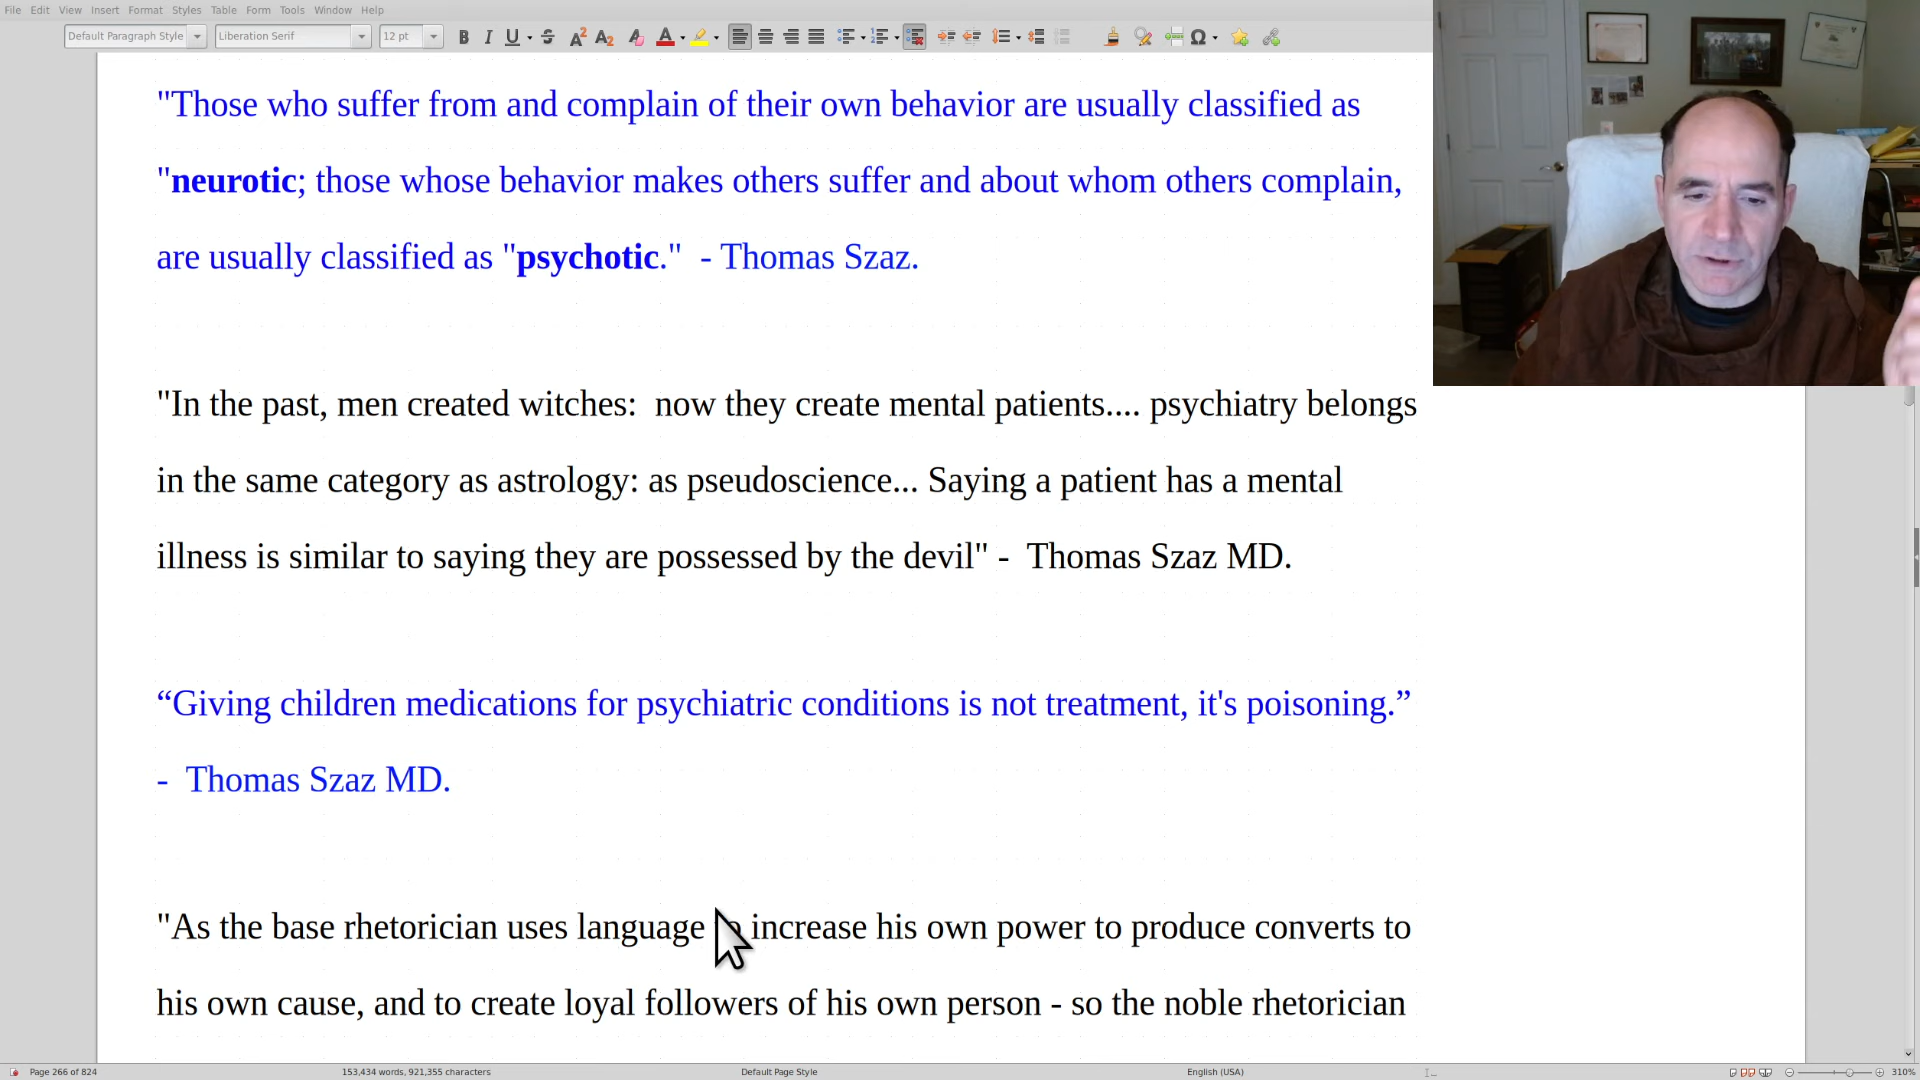 File Edit View Insert Format Styles Table Form Tools Window Help
Default Paragraph Style Liberation Serif 12 pt
"Those who suffer from and complain of their own behavior are usually classified as
"neurotic; those whose behavior makes others suffer and about whom others complain,
are usually classified as "psychotic."  - Thomas Szaz.
"In the past, men created witches:  now they create mental patients.... psychiatry belongs
in the same category as astrology: as pseudoscience... Saying a patient has a mental
illness is similar to saying they are possessed by the devil" -  Thomas Szaz MD.
“Giving children medications for psychiatric conditions is not treatment, it's poisoning.”
-  Thomas Szaz MD.
"As the base rhetorician uses language increase his own power to produce converts to
his own cause, and to create loyal followers of his own person - so the noble rhetorician
Page 266 of 824 153,434 words, 921,355 characters Default Page Style English (USA) 310%